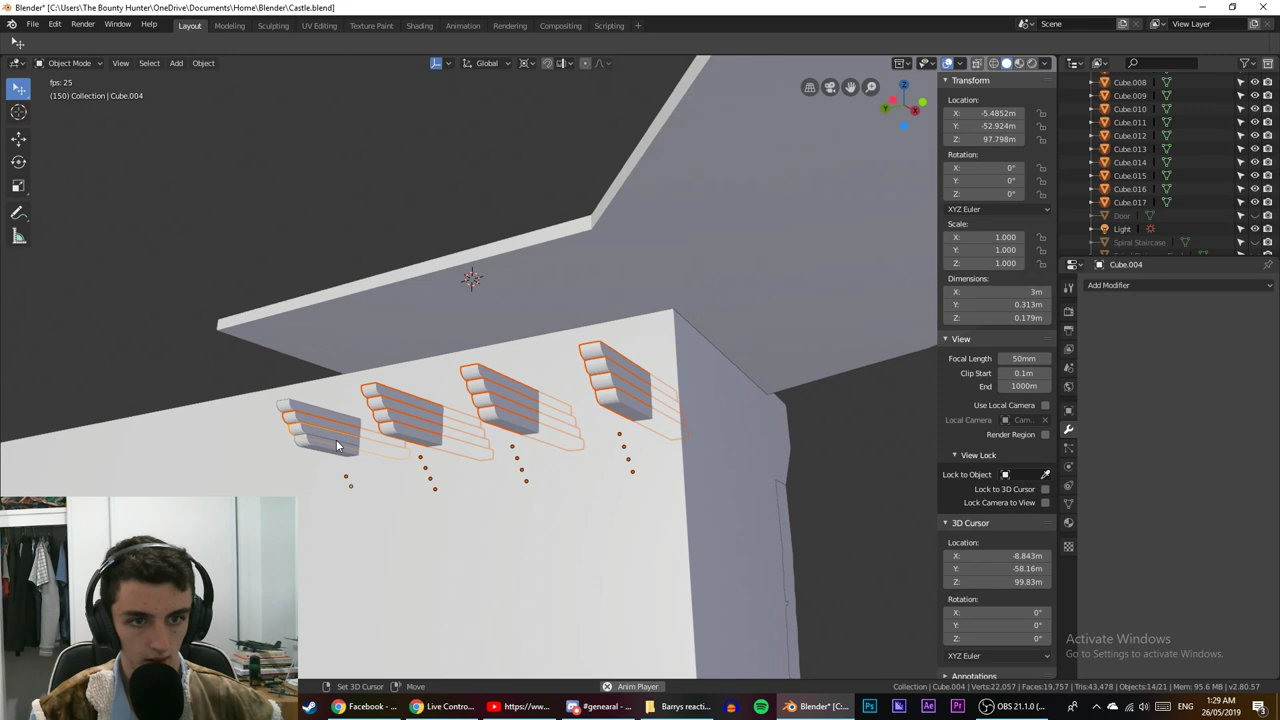 Blender* [C:\Users\The Bounty Hunter\OneDrive\Documents\Home\Blender\Castle.blend]
File Edit Render Window Help
Layout Modeling Sculpting UV Editing Texture Paint Shading Animation Rendering Compositing Scripting +
Scene
View Layer
Object Mode View Select Add Object
Global
fps: 25
(150) Collection | Cube.004
Z
Y
X
Transform
Location:
X: -5.4852m
Y: -52.924m
Z: 97.798m
Rotation:
X: 0°
Y: 0°
Z: 0°
XYZ Euler
Scale:
X: 1.000
Y: 1.000
Z: 1.000
Dimensions:
X: 3m
Y: 0.313m
Z: 0.179m
View
Focal Length 50mm
Clip Start 0.1m
End 1000m
Use Local Camera
Local Camera Cam...
Render Region
View Lock
Lock to Object
Lock to 3D Cursor
Lock Camera to View
3D Cursor
Location:
X: -8.843m
Y: -58.16m
Z: 99.83m
Rotation:
X: 0°
Y: 0°
Z: 0°
XYZ Euler
Annotations
Cube.008
Cube.009
Cube.010
Cube.011
Cube.012
Cube.013
Cube.014
Cube.015
Cube.016
Cube.017
Door
Light
Spiral Staircase
Cube.004
Add Modifier
Activate Windows
Go to Settings to activate Windows.
Set 3D Cursor Move Anim Player Collection | Cube.004 | Verts:22,057 | Faces:19,757 | Tris:43,478 | Objects:14/21 | Mem: 95.6 MB | v2.80.57
Facebook - ... Live Contro... https://ww... #genearal - ... Barrys reacti... Blender* [C:... Ps Ae Pr OBS 21.1.0 (...
1:29 AM
26/05/2019